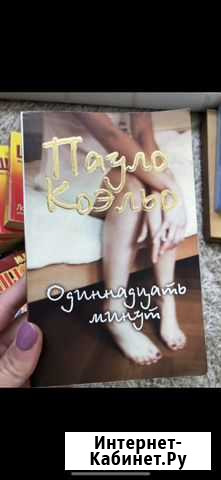 Пауло
Коэльо
Одиннадцать
минут
Интернет-
Кабинет.Ру